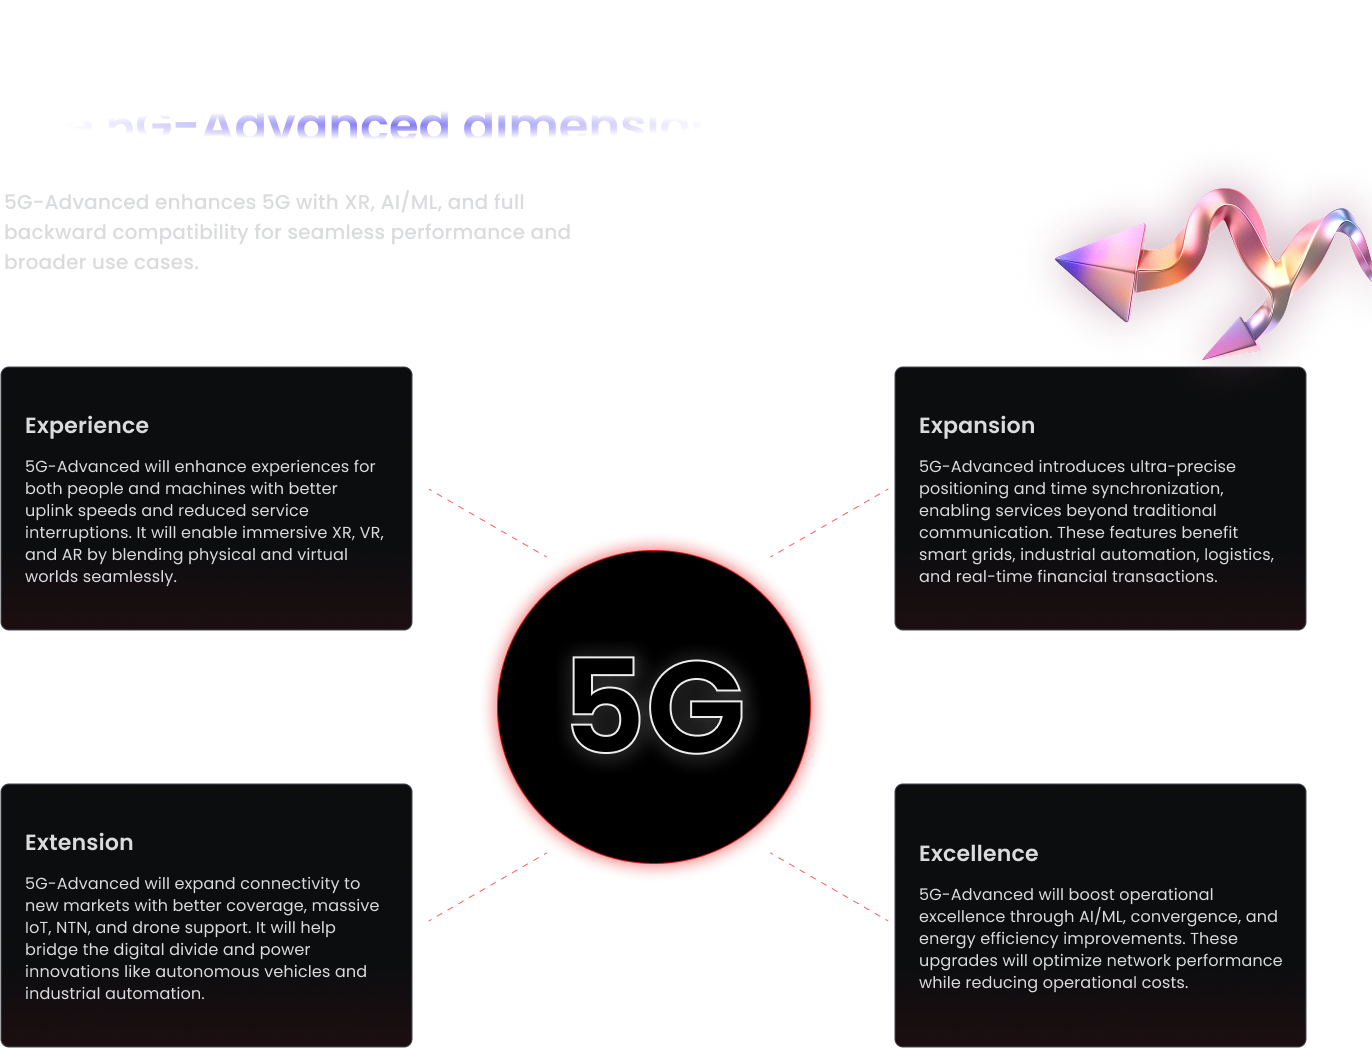 5G-Advanced dimensio
5G-Advanced enhances 5G with XR, AI/ML, and full
backward compatibility for seamless performance and
broader use cases.
Experience
5G-Advanced will enhance experiences for
both people and machines with better
uplink speeds and reduced service
interruptions. It will enable immersive XR, VR,
and AR by blending physical and virtual
worlds seamlessly.
Expansion
5G-Advanced introduces ultra-precise
positioning and time synchronization,
enabling services beyond traditional
communication. These features benefit
smart grids, industrial automation, logistics,
and real-time financial transactions.
5G
Extension
5G-Advanced will expand connectivity to
new markets with better coverage, massive
IoT, NTN, and drone support. It will help
bridge the digital divide and power
innovations like autonomous vehicles and
industrial automation.
Excellence
5G-Advanced will boost operational
excellence through AI/ML, convergence, and
energy efficiency improvements. These
upgrades will optimize network performance
while reducing operational costs.